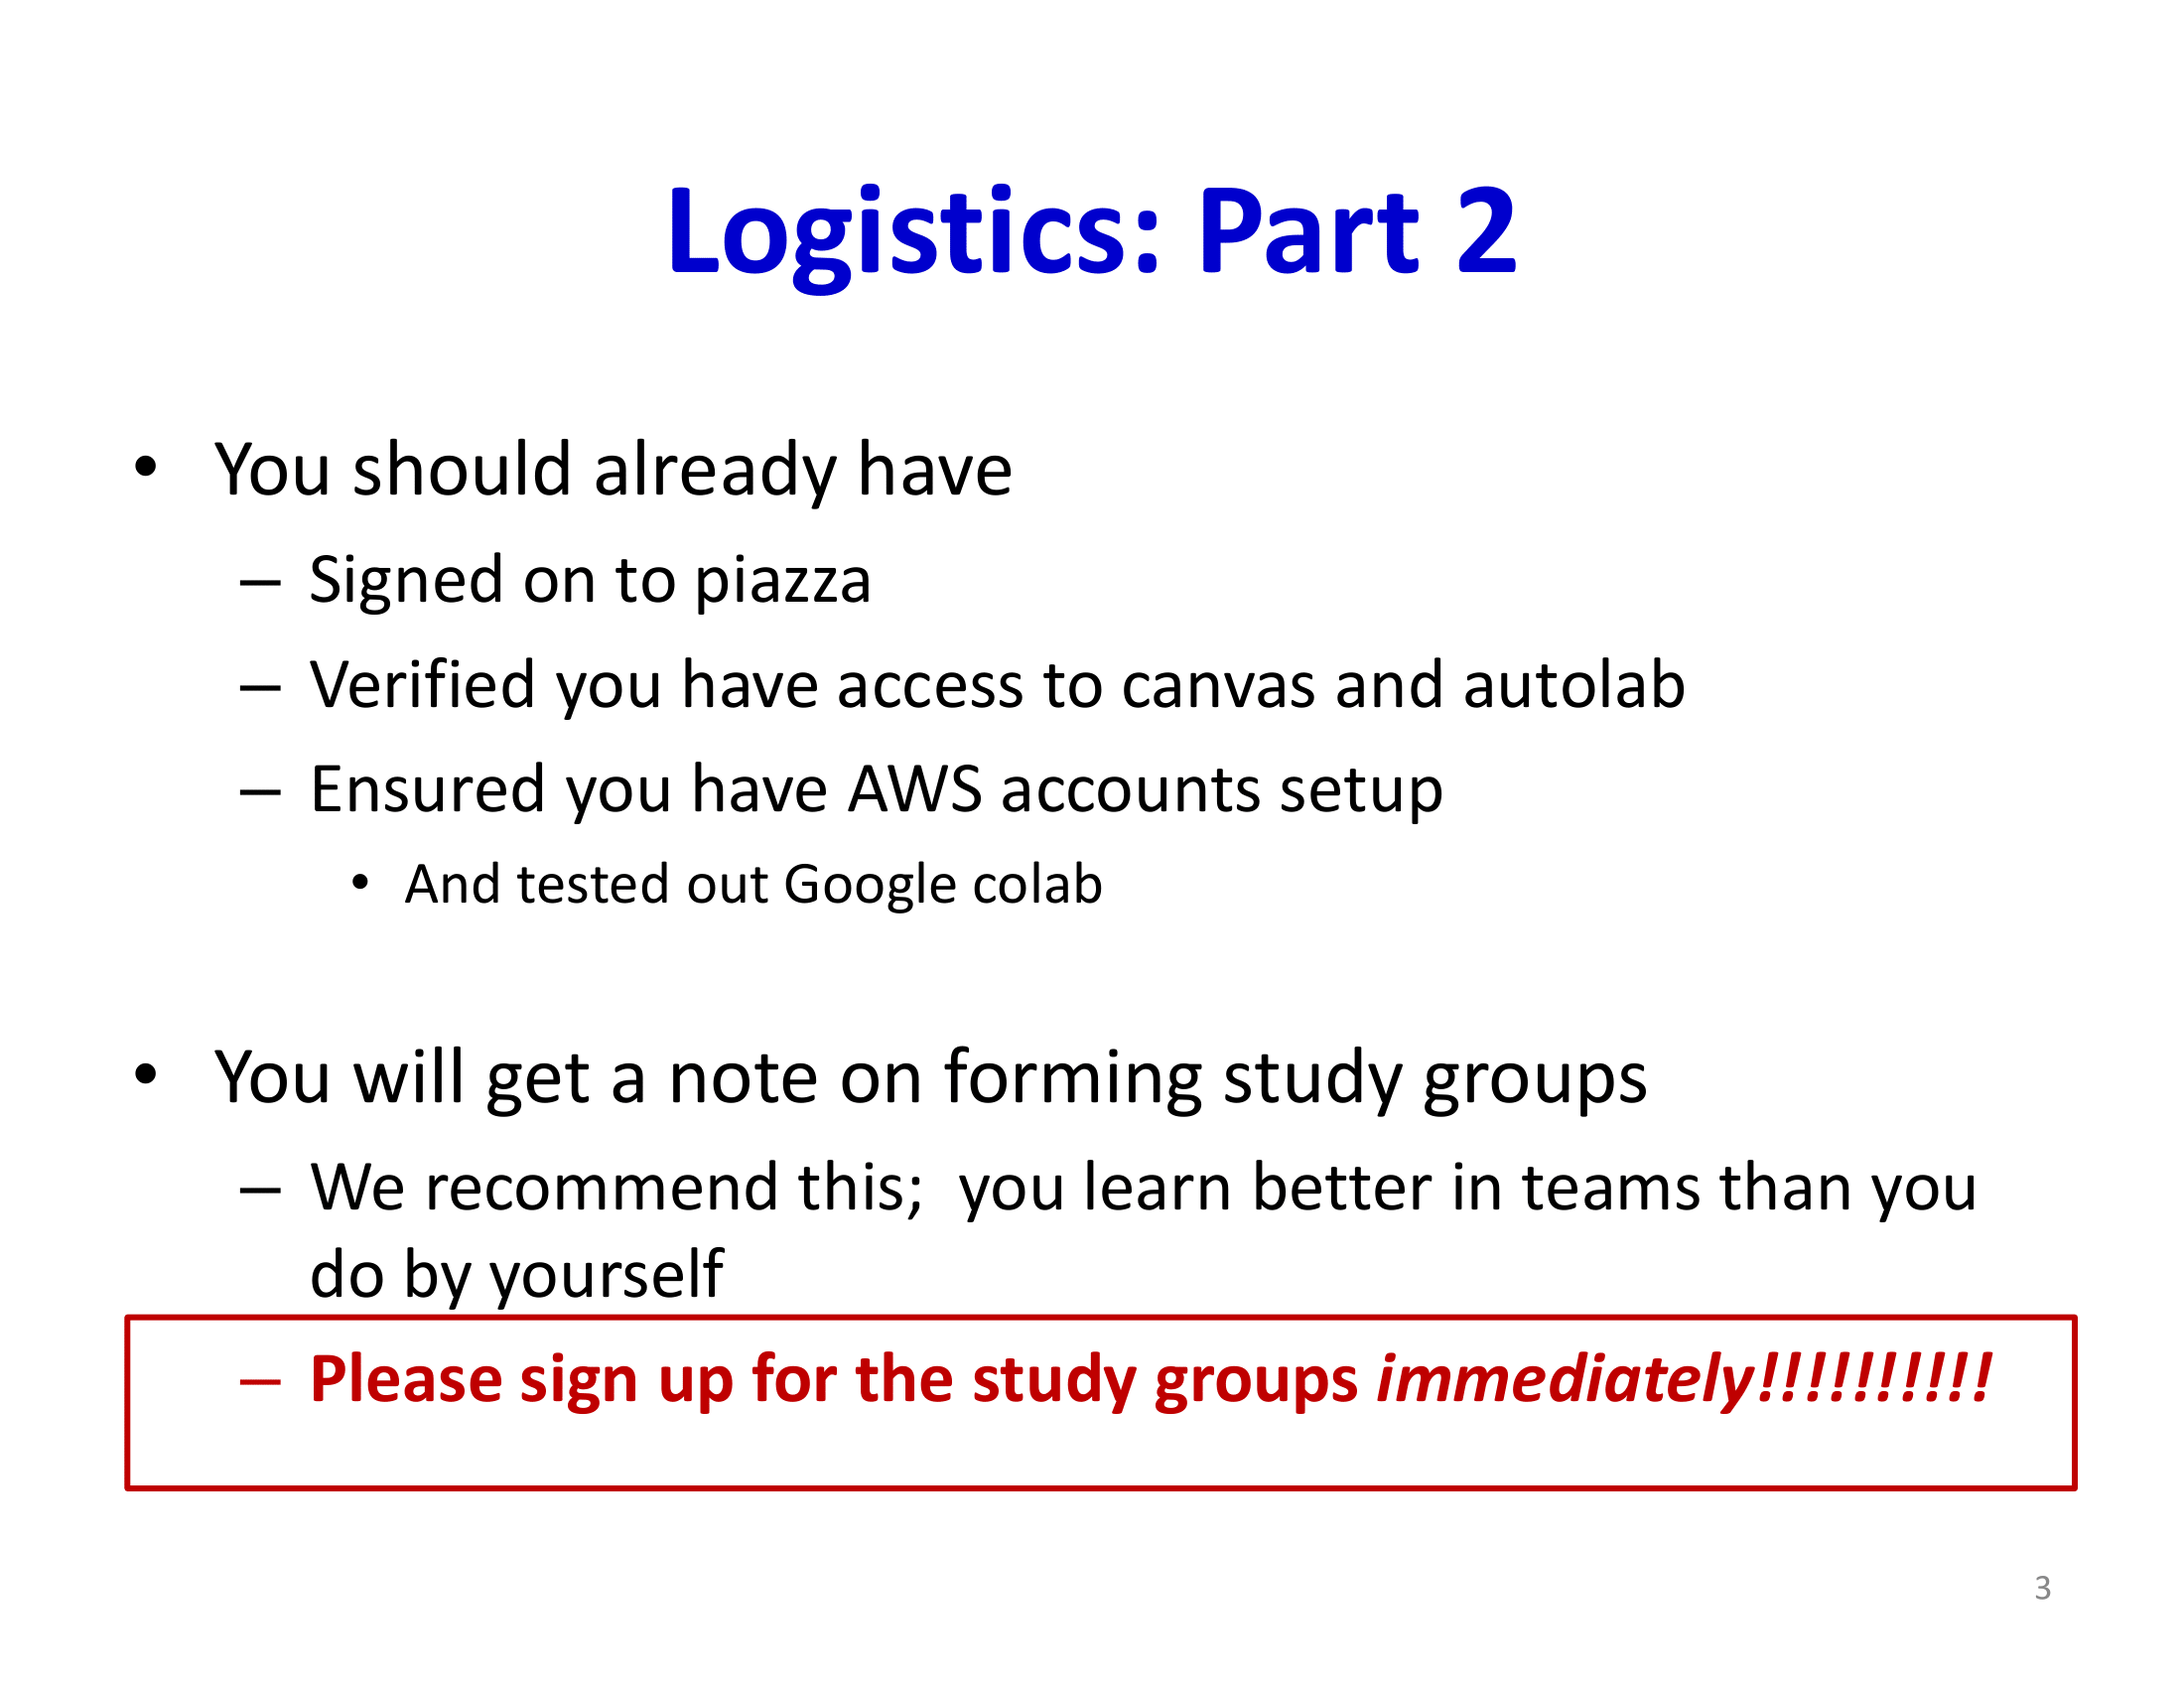 Logistics: Part 2
• You should already have
– Signed on to piazza
– Verified you have access to canvas and autolab
– Ensured you have AWS accounts setup
• And tested out Google colab
• You will get a note on forming study groups
– We recommend this;  you learn better in teams than you
do by yourself
– Please sign up for the study groups immediately!!!!!!!!!!
3